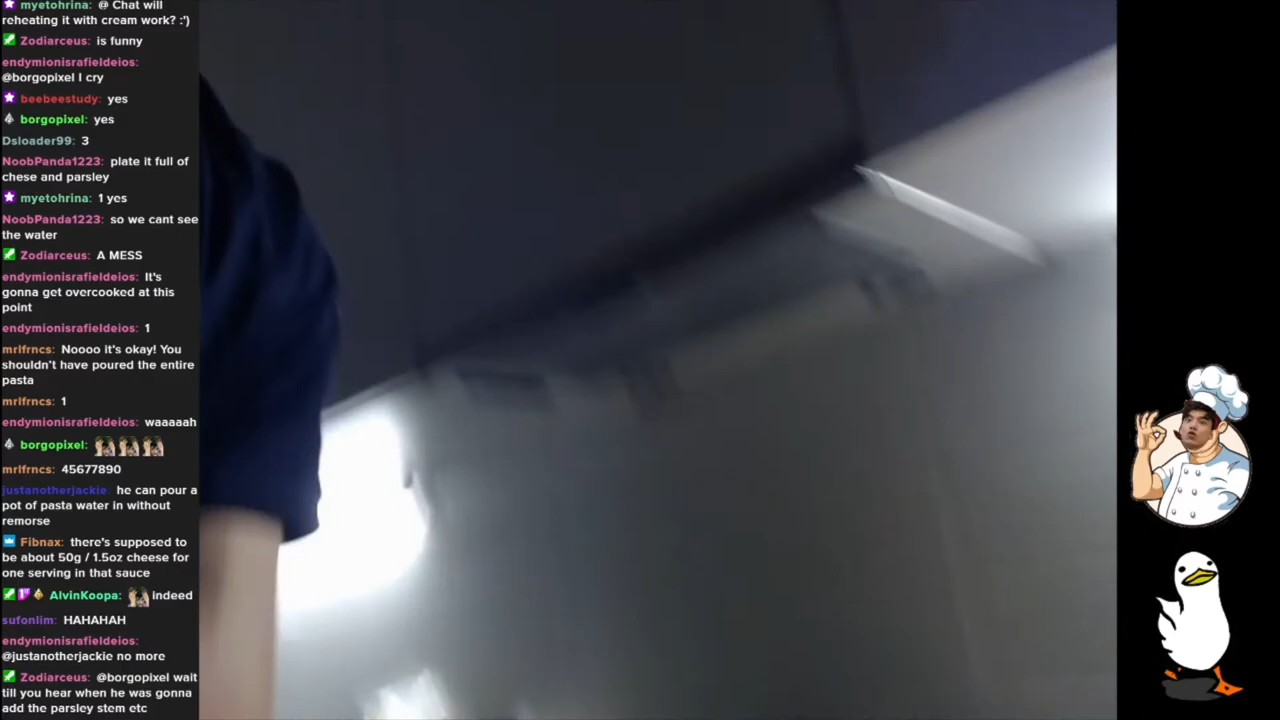 myetohrina: @ Chat will
reheating it with cream work? :')
Zodiarceus: is funny
endymionisrafieldeios:
@borgopixel I cry
beebeestudy: yes
borgopixel: yes
Dsloader99: 3
NoobPanda1223: plate it full of
chese and parsley
myetohrina: 1 yes
NoobPanda1223: so we cant see
the water
Zodiarceus: A MESS
endymionisrafieldeios: It's
gonna get overcooked at this
point
endymionisrafieldeios: 1
mrlfrncs: Noooo it's okay! You
shouldn't have poured the entire
pasta
mrlfrncs: 1
endymionisrafieldeios: waaaaah
borgopixel:
mrlfrncs: 45677890
justanotherjackie: he can pour a
pot of pasta water in without
remorse
Fibnax: there's supposed to
be about 50g / 1.5oz cheese for
one serving in that sauce
AlvinKoopa: indeed
sufonlim: HAHAHAH
endymionisrafieldeios:
@justanotherjackie no more
Zodiarceus: @borgopixel wait
till you hear when he was gonna
add the parsley stem etc